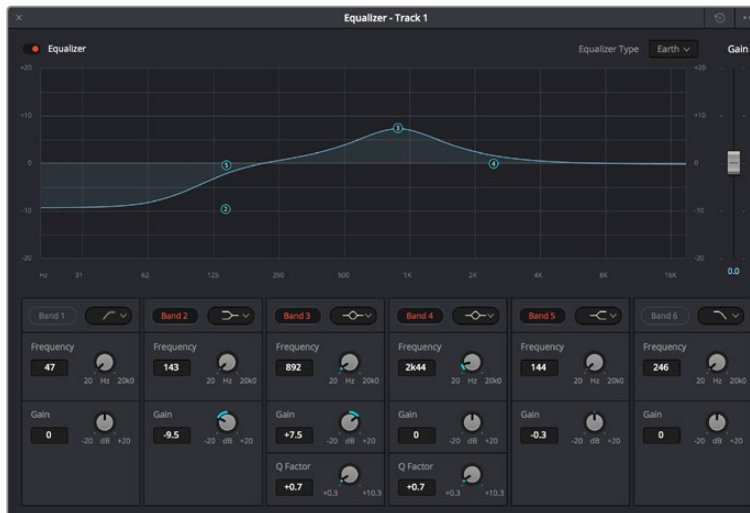 Equalizer - Track 1
Equalizer
Equalizer Type
Earth
Gain
+20
+20
+10
+10
0
0
-10
-10
-20
-20
0.0
Hz 31 62 125 250 500 1K 2K 4K 8K 16K
5
3
4
2
Band 1
Band 2
Band 3
Band 4
Band 5
Band 6
Frequency
Frequency
Frequency
Frequency
Frequency
Frequency
47
143
892
2k44
144
246
20 Hz 20k0
20 Hz 20k0
20 Hz 20k0
20 Hz 20k0
20 Hz 20k0
20 Hz 20k0
Gain
Gain
Gain
Gain
Gain
Gain
0
-9.5
+7.5
0
-0.3
0
-20 dB +20
-20 dB +20
-20 dB +20
-20 dB +20
-20 dB +20
-20 dB +20
Q Factor
Q Factor
+0.7
+0.7
+0.3 +10.3
+0.3 +10.3